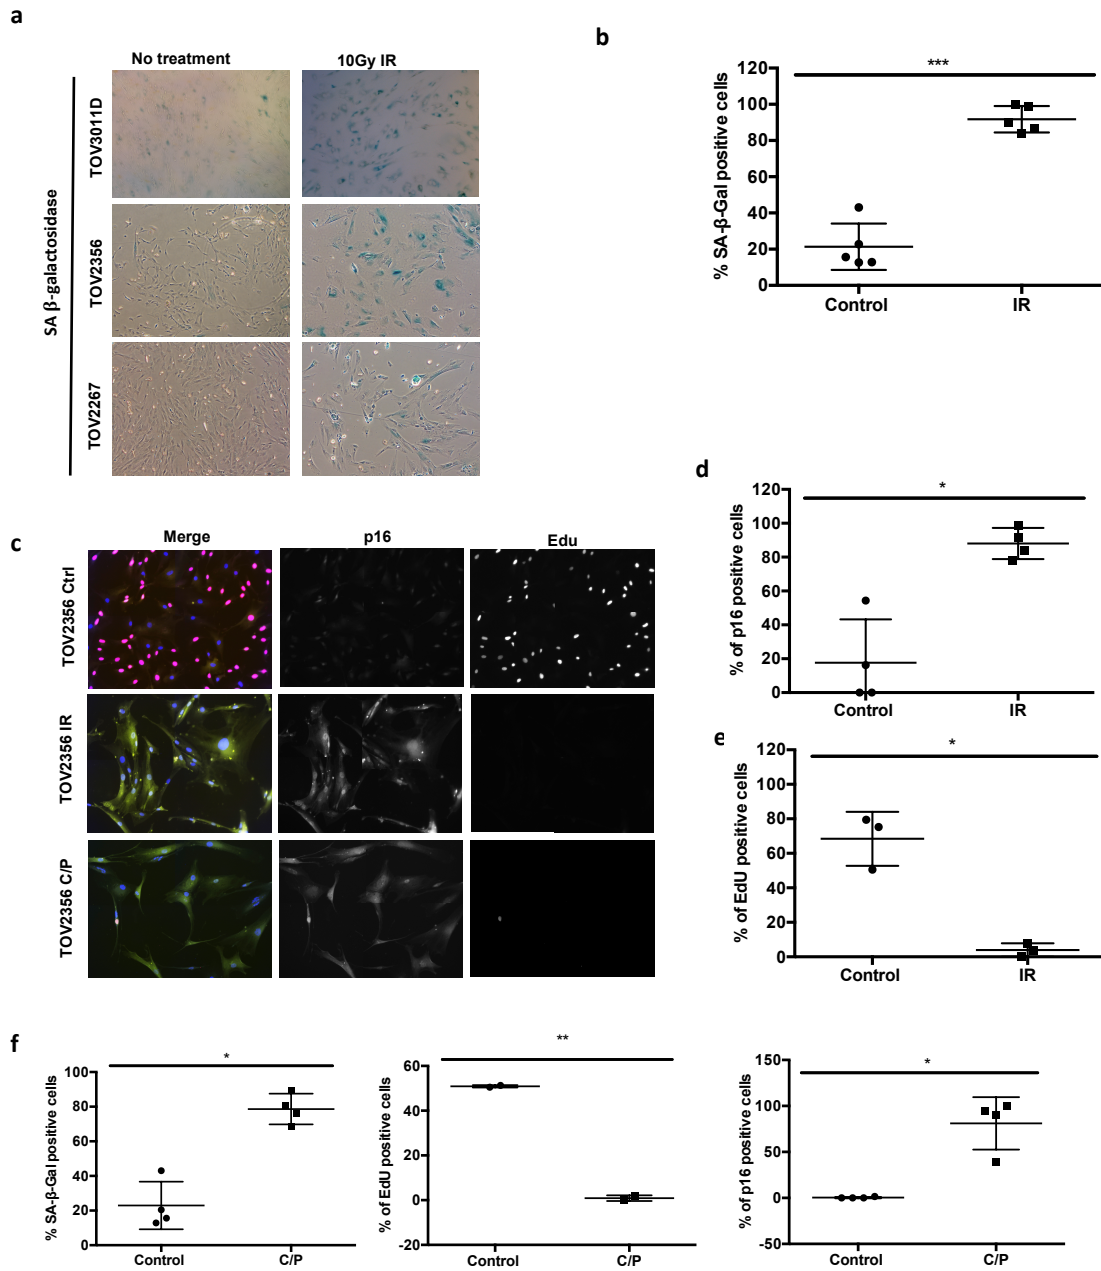 a
No treatment 10Gy IR
SA β-galactosidase
TOV3011D
TOV2356
TOV2267
b
***
% SA-β-Gal positive cells
120
100
80
60
40
20
0
Control IR
c
Merge p16 Edu
TOV2356 Ctrl
TOV2356 IR
TOV2356 C/P
d
*
% of p16 positive cells
120
100
80
60
40
20
0
Control IR
e
*
% of EdU positive cells
120
100
80
60
40
20
0
Control IR
f
*
% SA-β-Gal positive cells
100
80
60
40
20
0
Control C/P
**
% of EdU positive cells
60
40
20
0
-20
Control C/P
*
% of p16 positive cells
150
100
50
0
-50
Control C/P